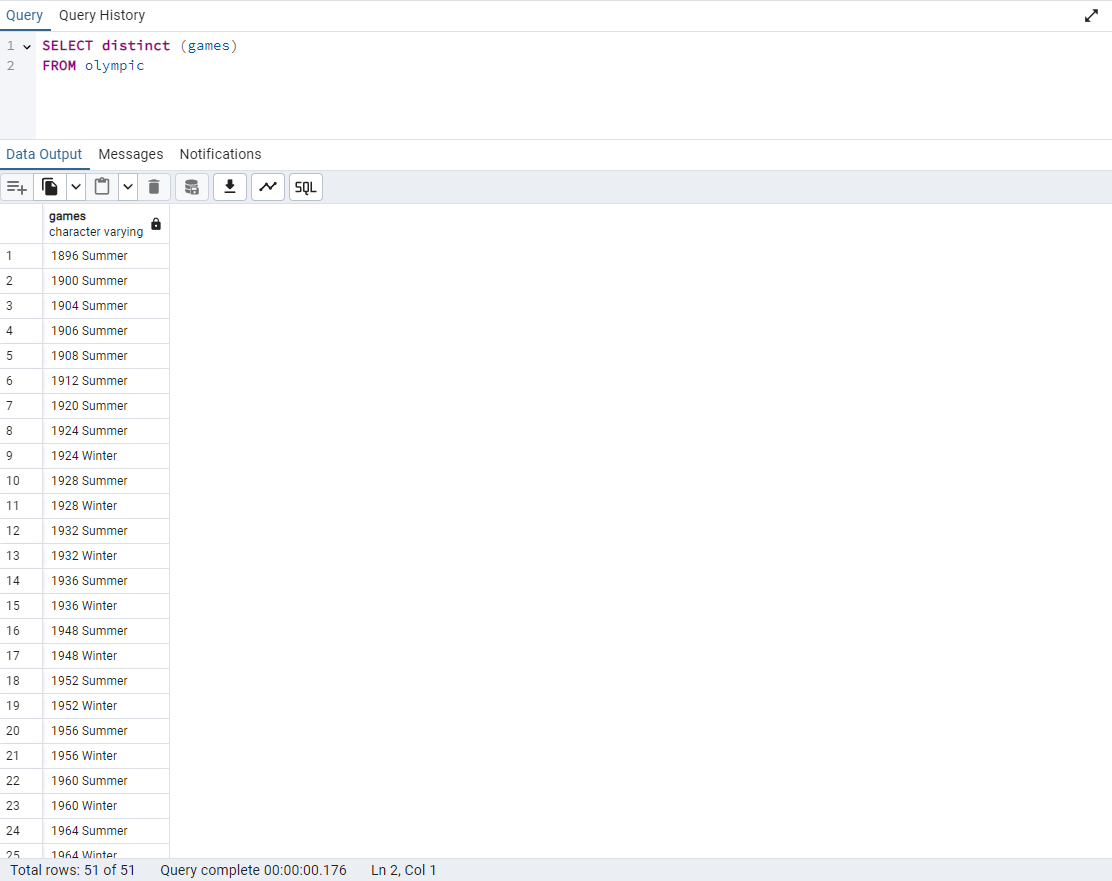 Query Query History
1 SELECT distinct (games)
2 FROM olympic
Data Output Messages Notifications
SQL
games
character varying
1 1896 Summer
2 1900 Summer
3 1904 Summer
4 1906 Summer
5 1908 Summer
6 1912 Summer
7 1920 Summer
8 1924 Summer
9 1924 Winter
10 1928 Summer
11 1928 Winter
12 1932 Summer
13 1932 Winter
14 1936 Summer
15 1936 Winter
16 1948 Summer
17 1948 Winter
18 1952 Summer
19 1952 Winter
20 1956 Summer
21 1956 Winter
22 1960 Summer
23 1960 Winter
24 1964 Summer
25 1964 Winter
Total rows: 51 of 51 Query complete 00:00:00.176 Ln 2, Col 1